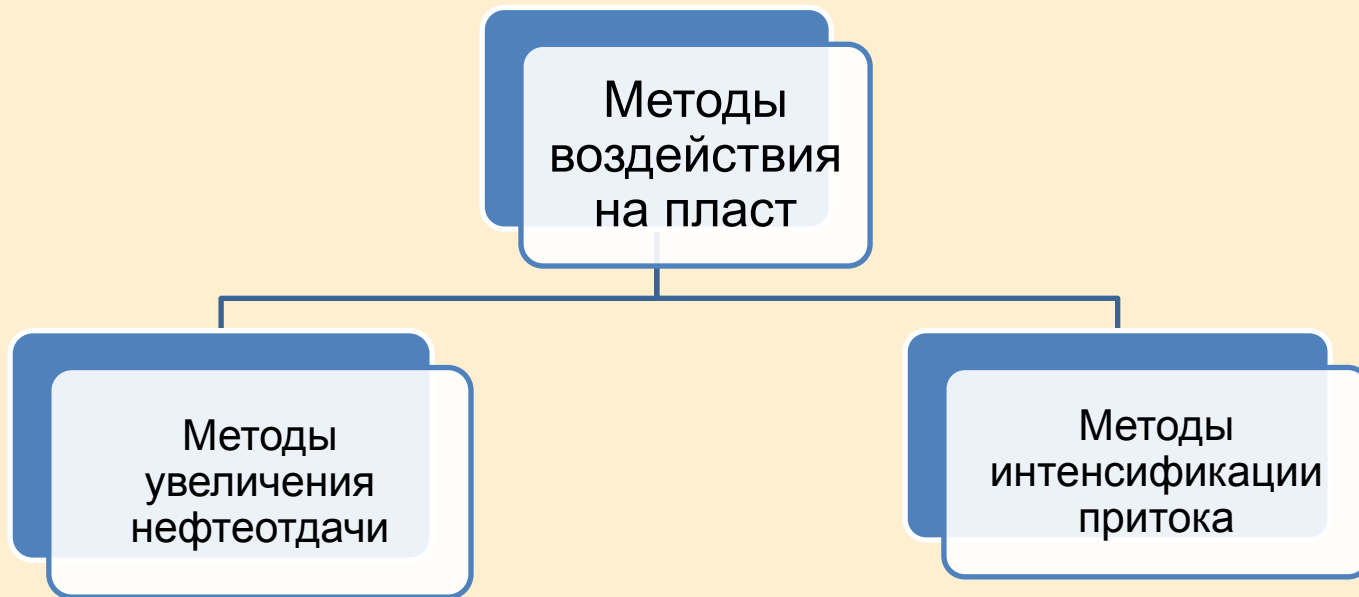 Методы
воздействия
на пласт
Методы
увеличения
нефтеотдачи
Методы
интенсификации
притока